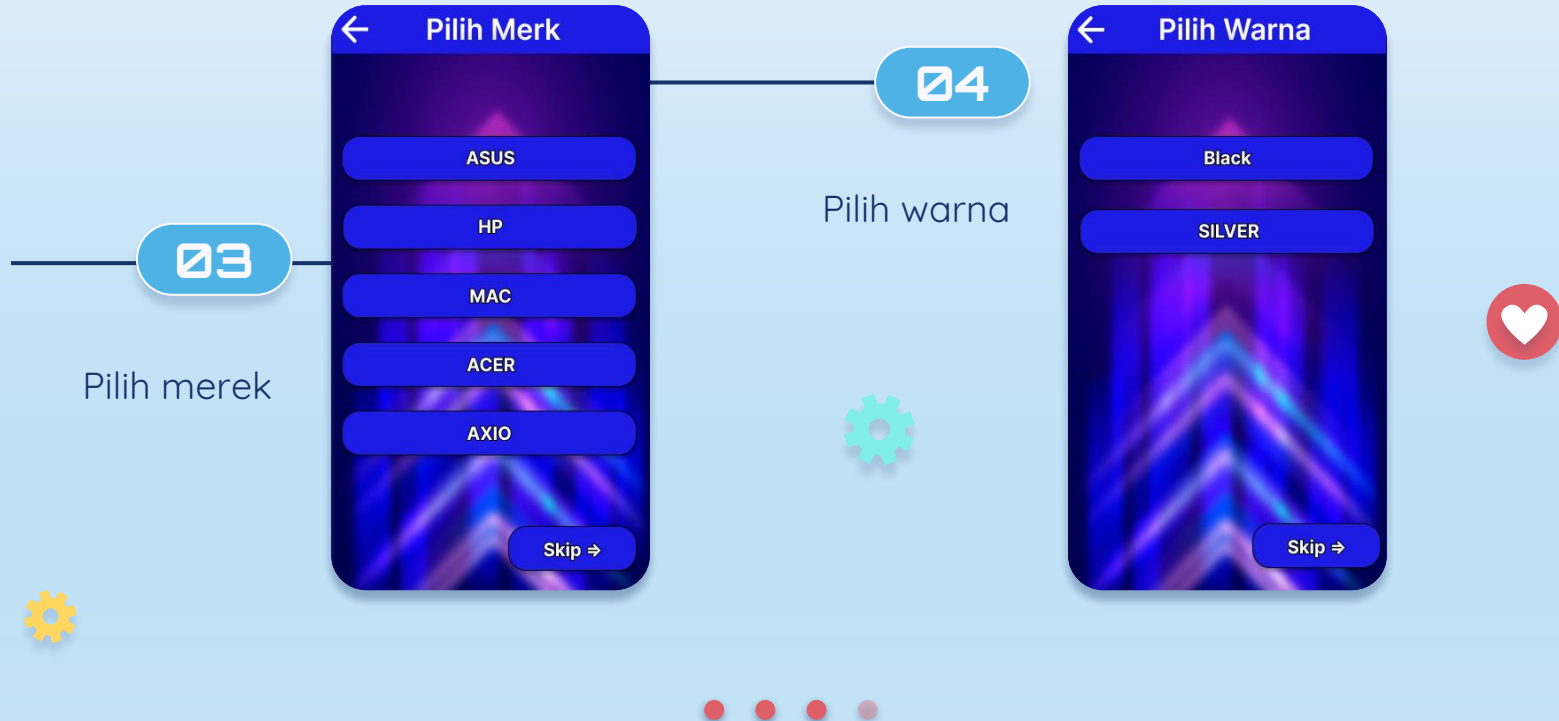 03
Pilih merek
Pilih Merk
ASUS
HP
MAC
ACER
AXIO
Skip ⇒
04
Pilih warna
Pilih Warna
Black
SILVER
Skip ⇒